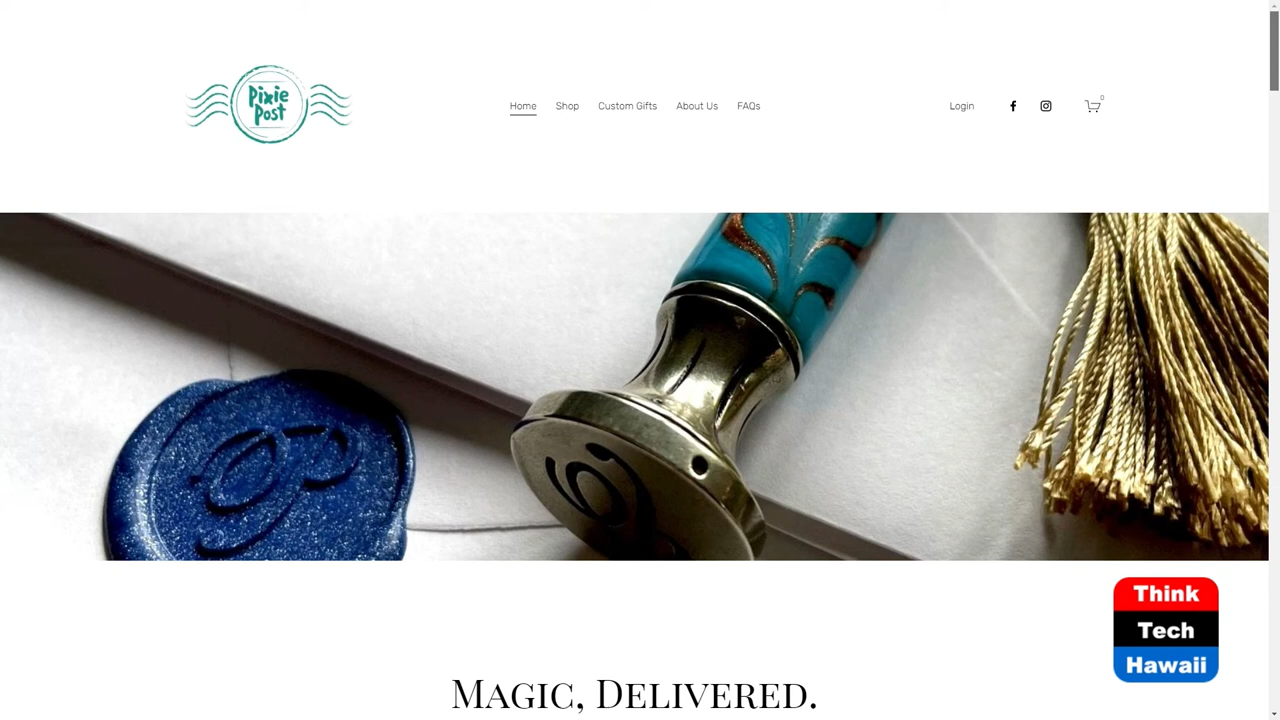 Pixie
Post
Home
Shop
Custom Gifts
About Us
FAQs
Login
0
Magic, Delivered.
Think
Tech
Hawaii